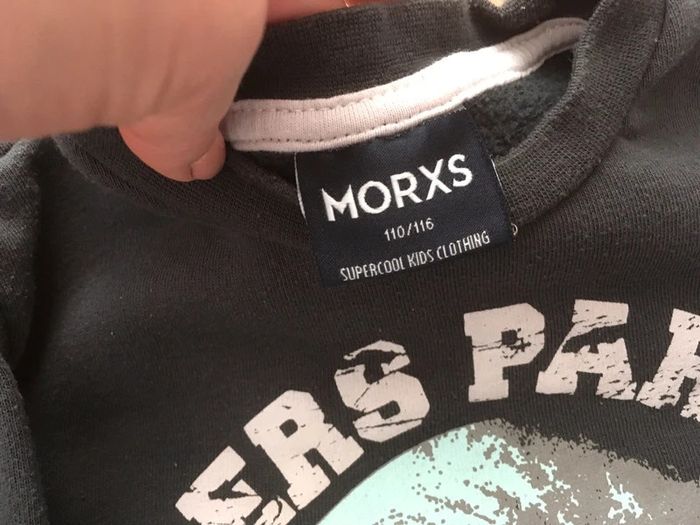 MORXS
110/116
SUPERCOOL KIDS CLOTHING
ERS PAR